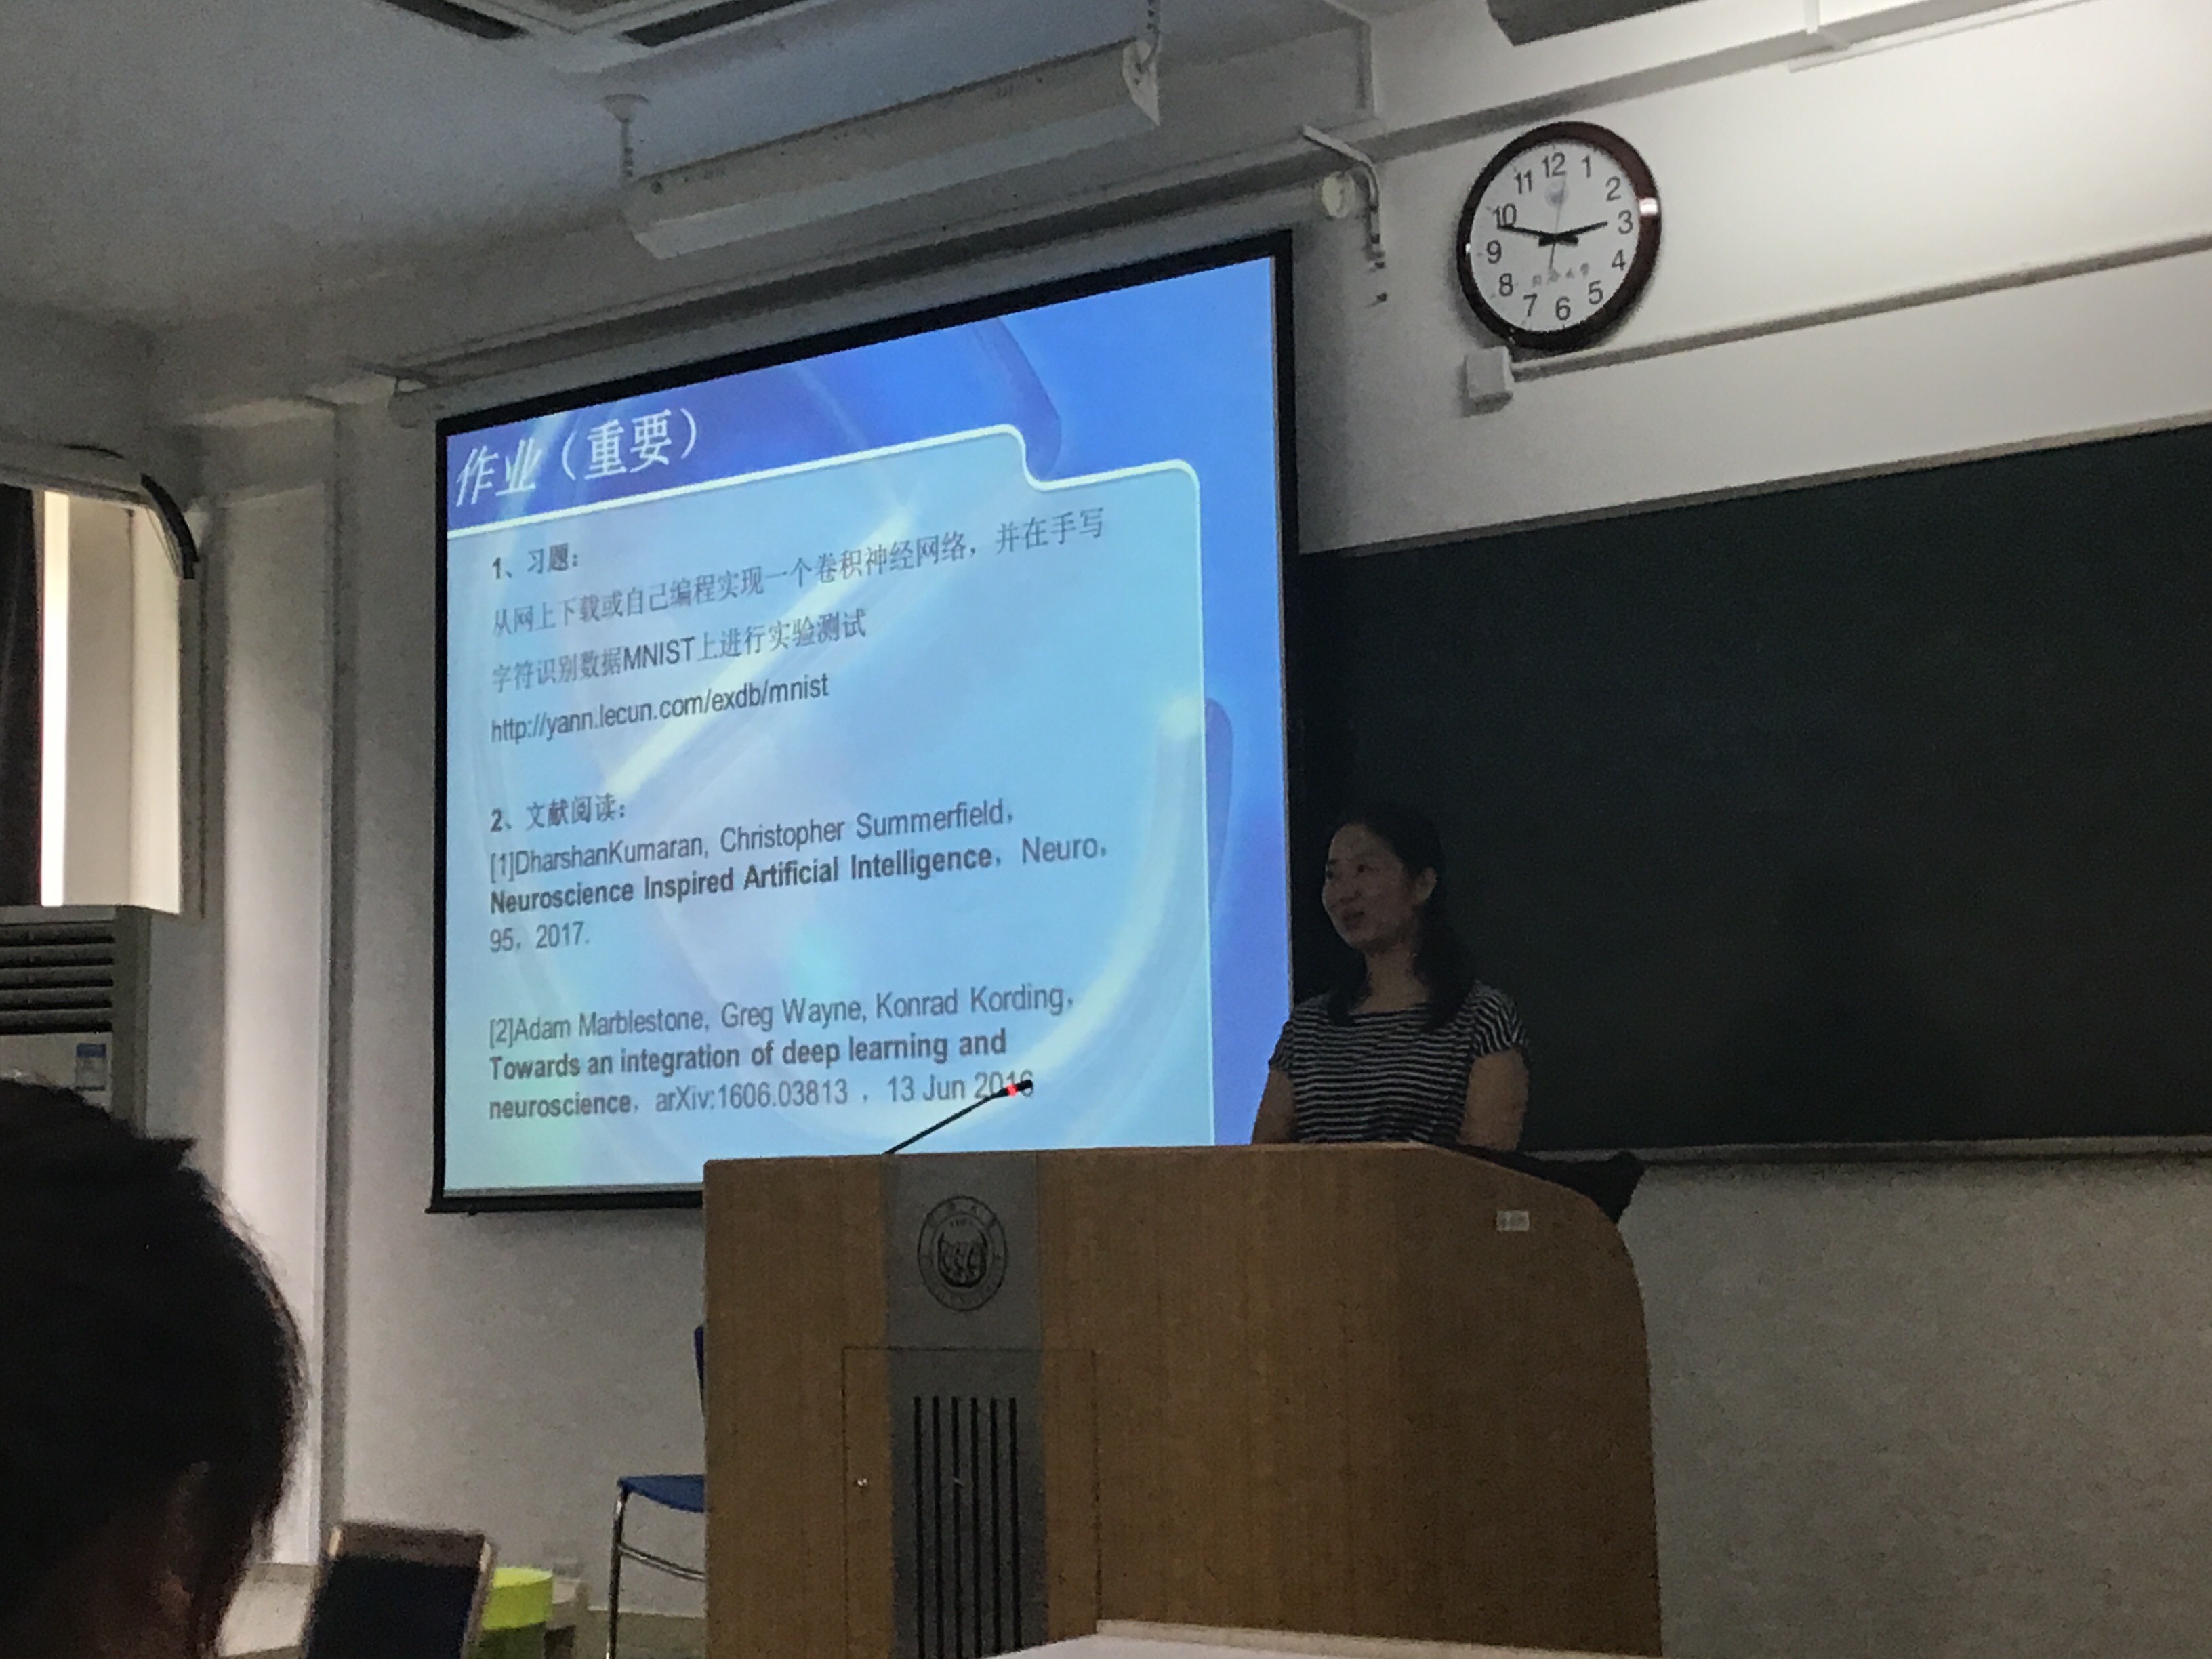 作业（重要）
1、习题：
从网上下载或自己编程实现一个卷积神经网络，并在手写
字符识别数据MNIST上进行实验测试
http://yann.lecun.com/exdb/mnist
2、文献阅读：
[1]DharshanKumaran, Christopher Summerfield，
Neuroscience Inspired Artificial Intelligence，Neuro，
95，2017.
[2]Adam Marblestone, Greg Wayne, Konrad Kording，
Towards an integration of deep learning and
neuroscience，arXiv:1606.03813 ，13 Jun 2016
12
1
2
3
4
5
6
7
8
9
10
11